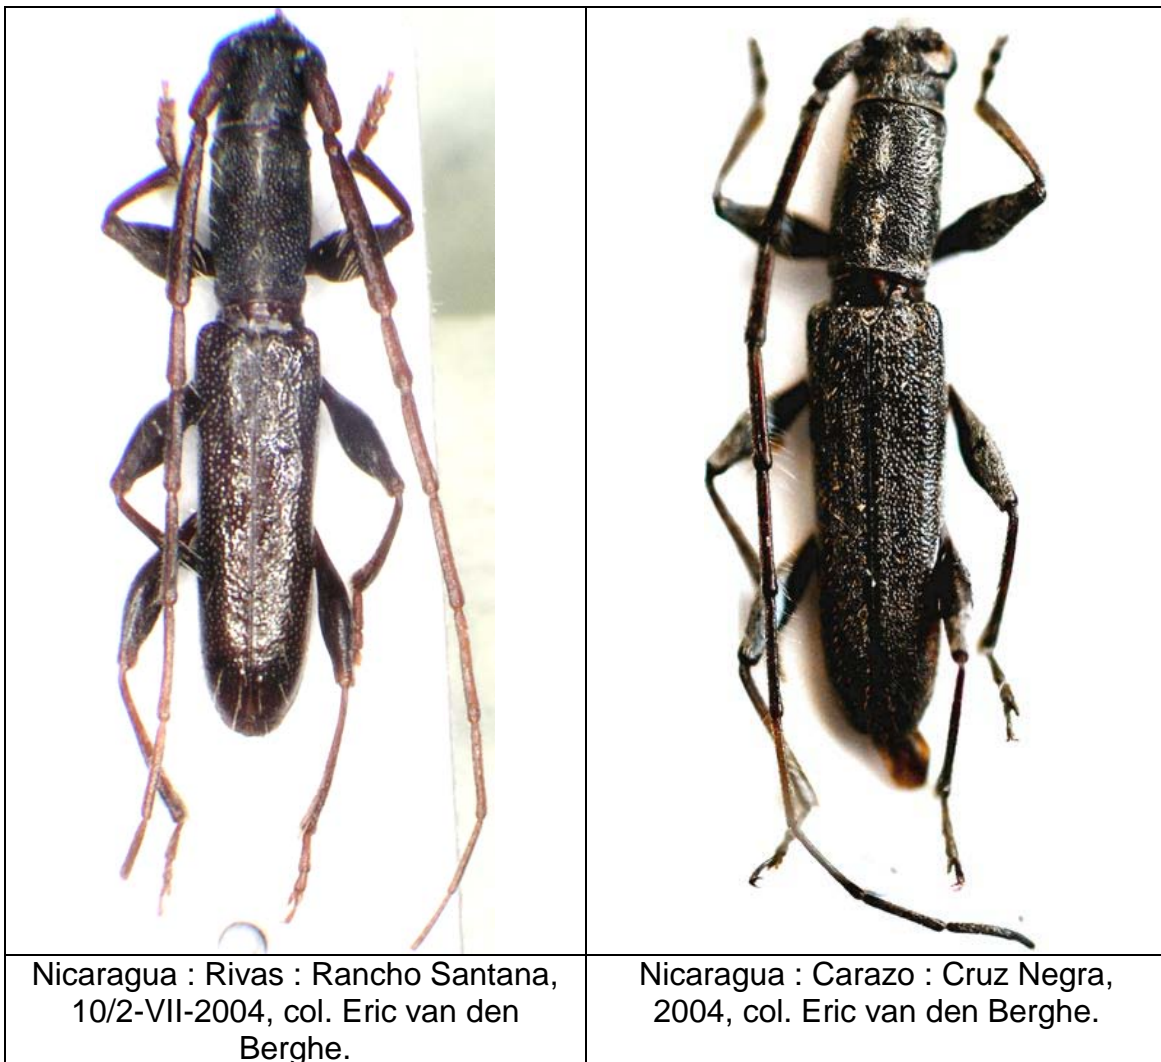 Nicaragua : Rivas : Rancho Santana,
10/2-VII-2004, col. Eric van den
Berghe.
Nicaragua : Carazo : Cruz Negra,
2004, col. Eric van den Berghe.